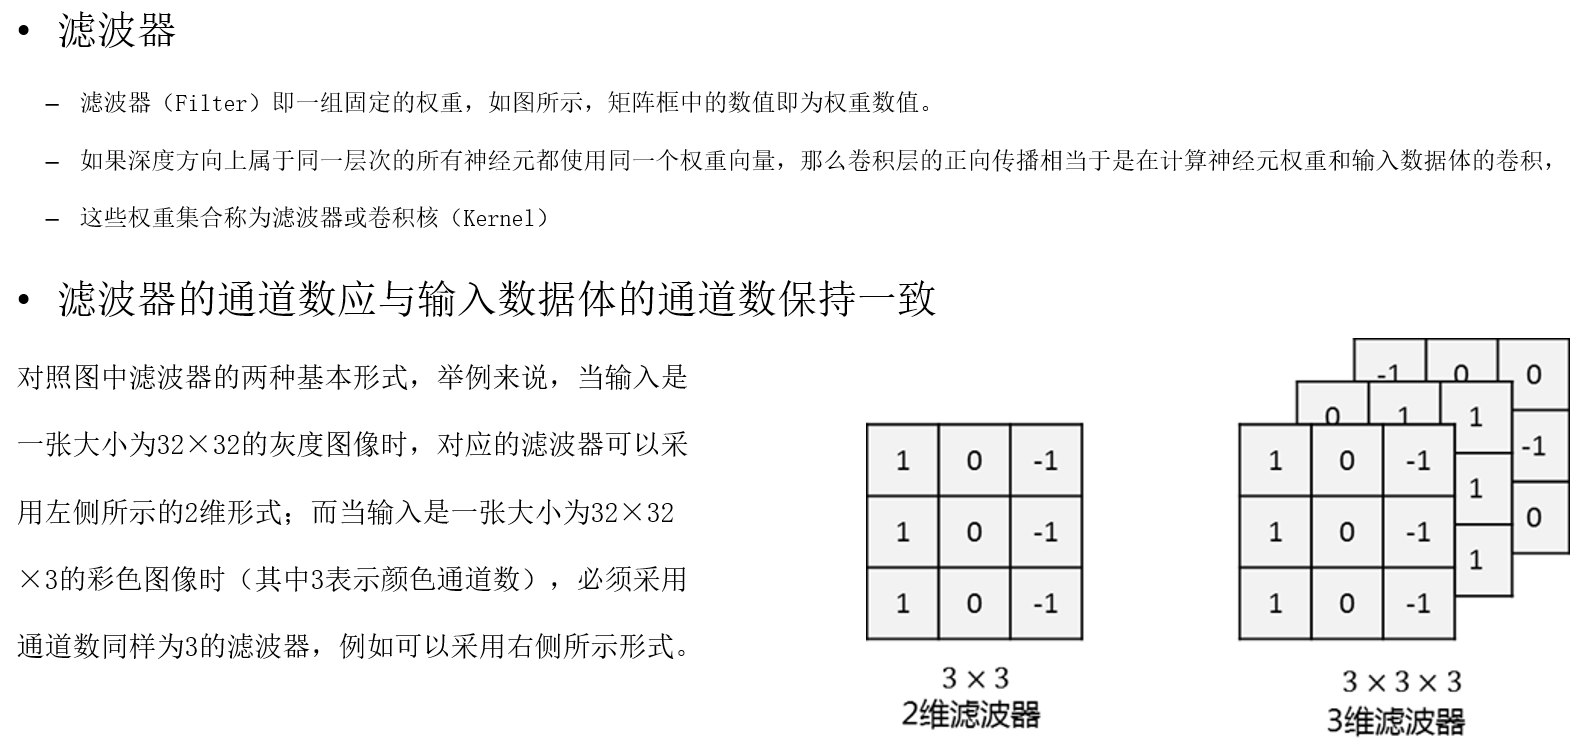 • 滤波器
– 滤波器（Filter）即一组固定的权重，如图所示，矩阵框中的数值即为权重数值。
– 如果深度方向上属于同一层次的所有神经元都使用同一个权重向量，那么卷积层的正向传播相当于是在计算神经元权重和输入数据体的卷积，
– 这些权重集合称为滤波器或卷积核（Kernel）
• 滤波器的通道数应与输入数据体的通道数保持一致
对照图中滤波器的两种基本形式，举例来说，当输入是
一张大小为32×32的灰度图像时，对应的滤波器可以采
用左侧所示的2维形式；而当输入是一张大小为32×32
×3的彩色图像时（其中3表示颜色通道数），必须采用
通道数同样为3的滤波器，例如可以采用右侧所示形式。
1 0 -1
1 0 -1
1 0 -1
3 × 3
2维滤波器
-1 0 0
-1
0
0 1 1
1
1
1 0 -1
1 0 -1
1 0 -1
3 × 3 × 3
3维滤波器